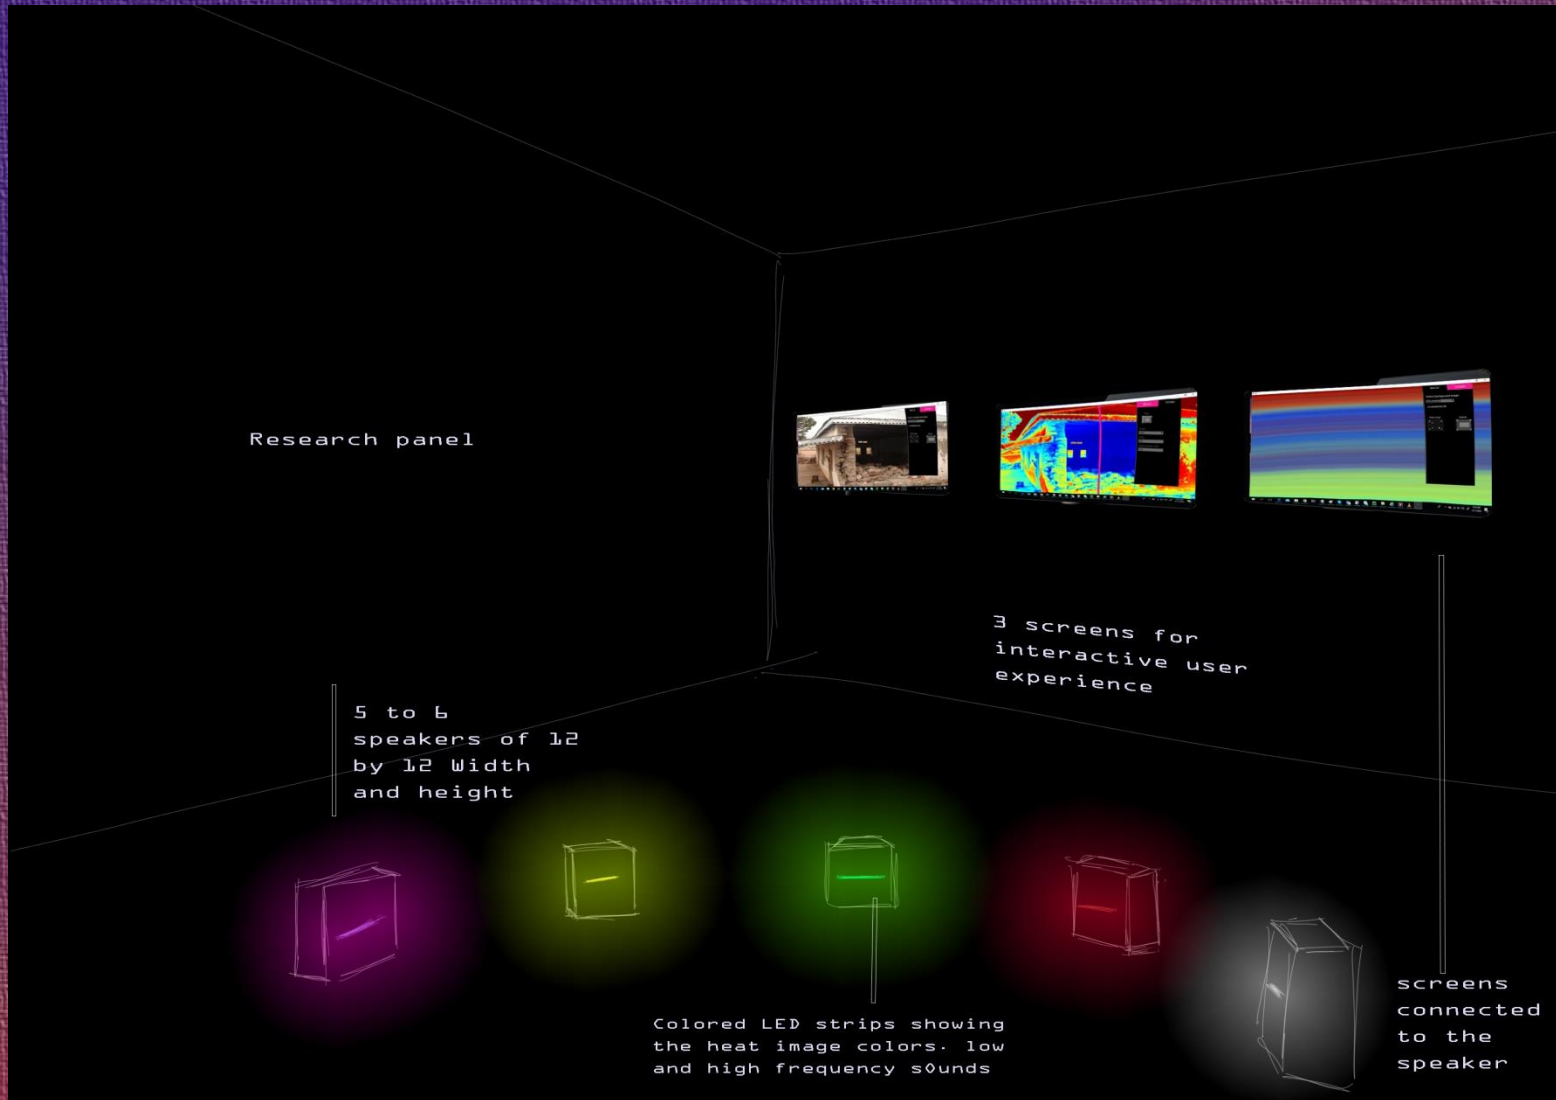 Research panel
3 screens for
interactive user
experience
5 to 6
speakers of 12
by 12 Width
and height
Colored LED strips showing
the heat image colors. low
and high frequency s0unds
screens
connected
to the
speaker